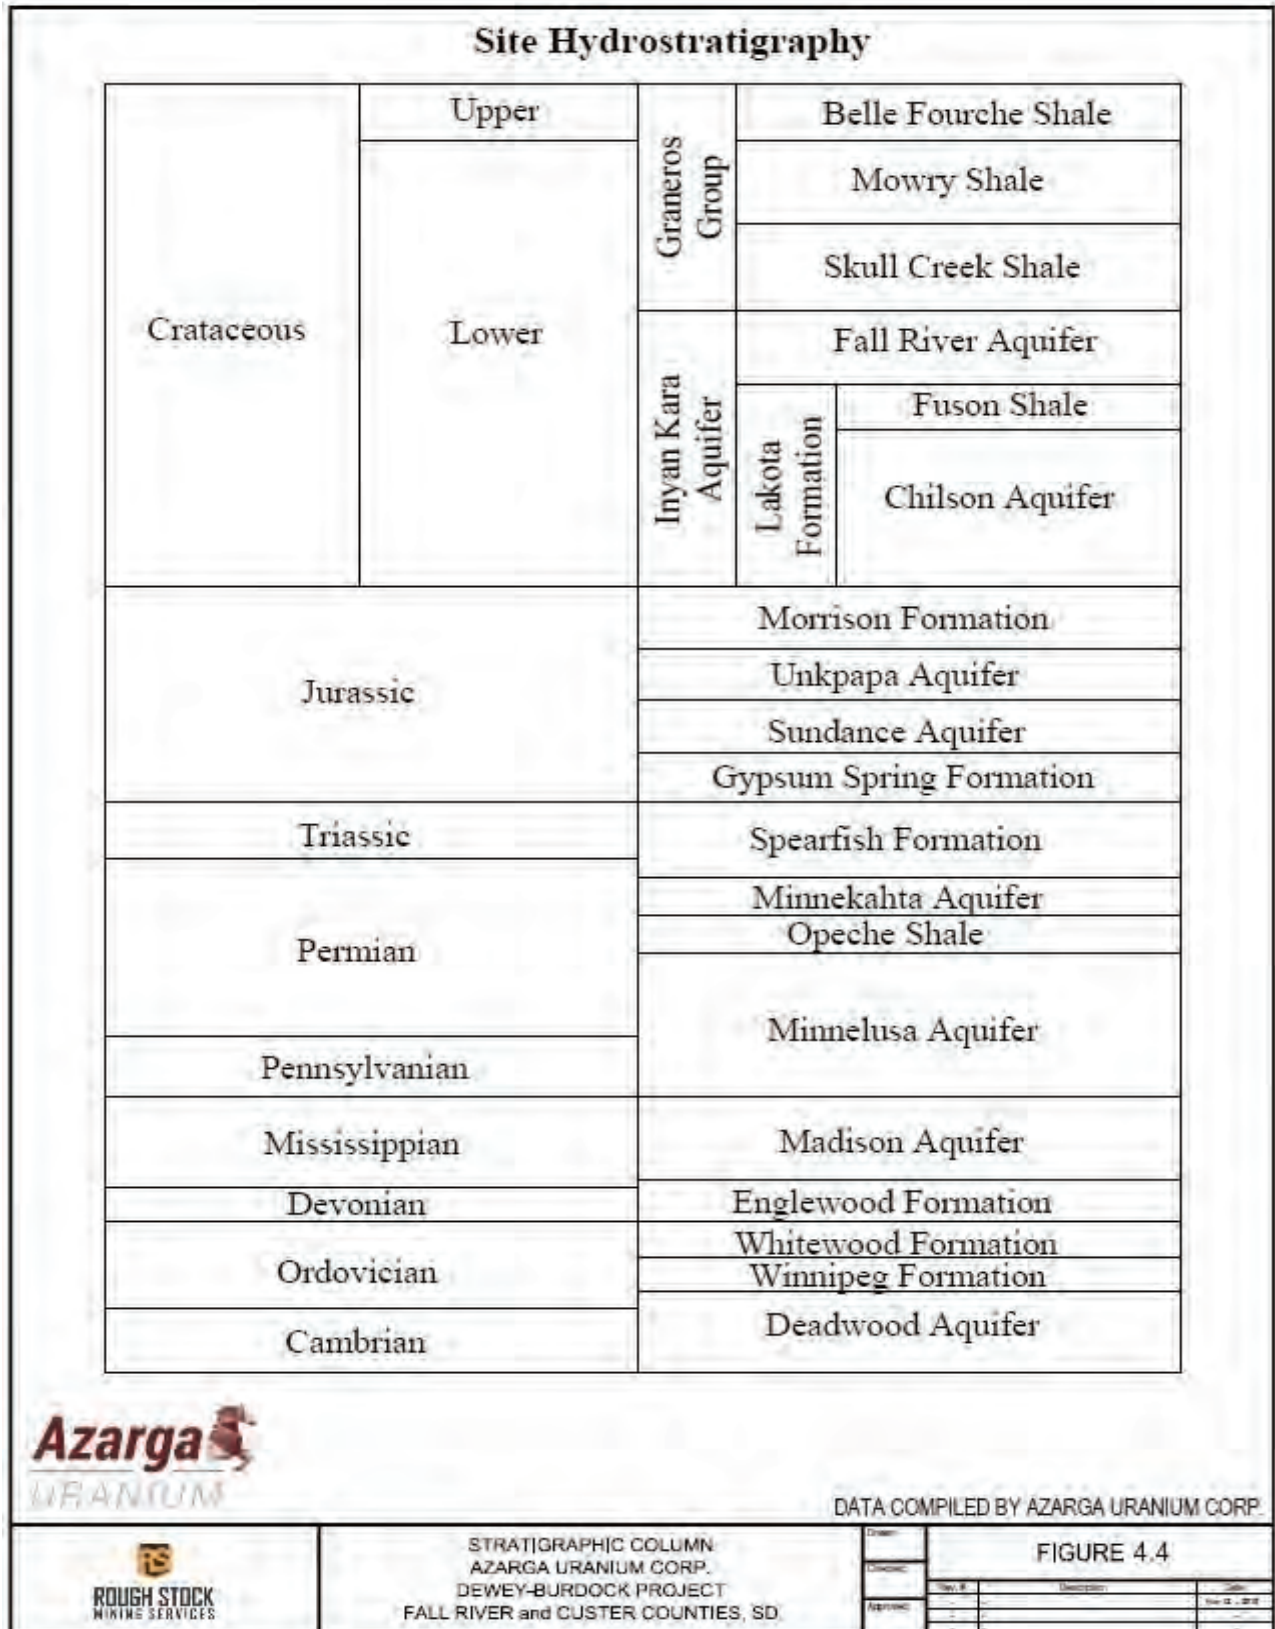 Site Hydrostratigraphy
Crataceous
Upper
Lower
Graneros
Group
Belle Fourche Shale
Mowry Shale
Skull Creek Shale
Inyan Kara
Aquifer
Fall River Aquifer
Lakota
Formation
Fuson Shale
Chilson Aquifer
Jurassic
Morrison Formation
Unkpapa Aquifer
Sundance Aquifer
Gypsum Spring Formation
Triassic
Spearfish Formation
Permian
Minnekahta Aquifer
Opeche Shale
Minnelusa Aquifer
Pennsylvanian
Mississippian
Madison Aquifer
Devonian
Englewood Formation
Ordovician
Whitewood Formation
Winnipeg Formation
Cambrian
Deadwood Aquifer
Azarga
URANIUM
DATA COMPILED BY AZARGA URANIUM CORP.
ROUGH STOCK
MINING SERVICES
STRATIGRAPHIC COLUMN
AZARGA URANIUM CORP.
DEWEY-BURDOCK PROJECT
FALL RIVER and CUSTER COUNTIES, SD.
FIGURE 4.4